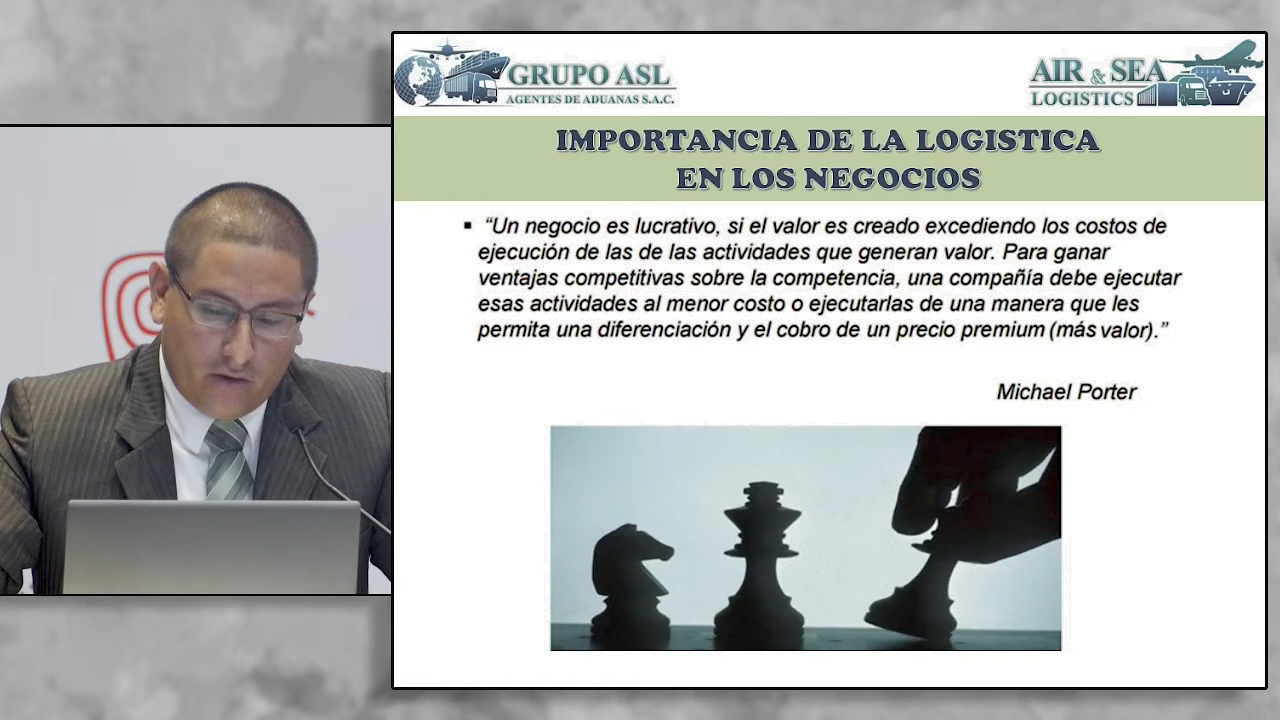 GRUPO ASL
AGENTES DE ADUANAS S.A.C.
AIR & SEA
LOGISTICS
IMPORTANCIA DE LA LOGISTICA
EN LOS NEGOCIOS
▪ “Un negocio es lucrativo, si el valor es creado excediendo los costos de
ejecución de las de las actividades que generan valor. Para ganar
ventajas competitivas sobre la competencia, una compañía debe ejecutar
esas actividades al menor costo o ejecutarlas de una manera que les
permita una diferenciación y el cobro de un precio premium (más valor).”
Michael Porter